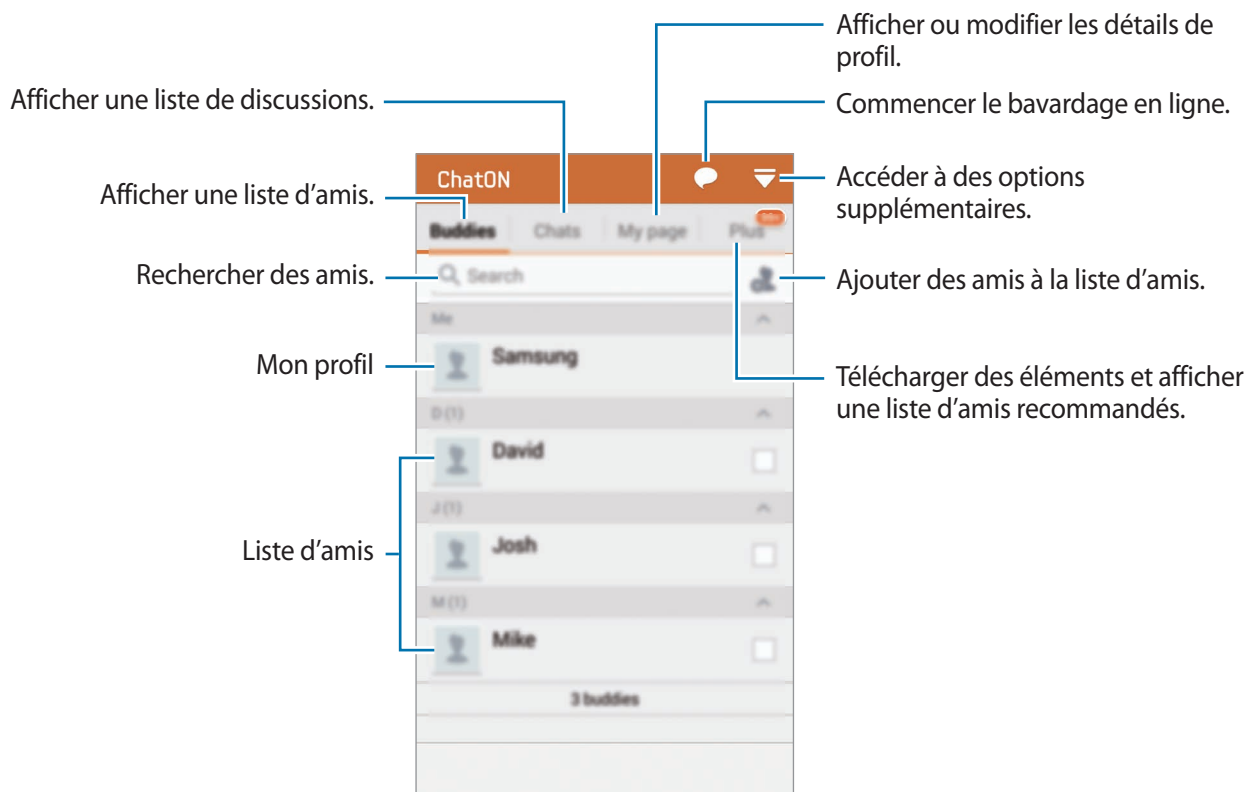 Afficher ou modifier les détails de
profil.
Afficher une liste de discussions.
Commencer le bavardage en ligne.
ChatON
Afficher une liste d'amis.
Accéder à des options
supplémentaires.
Buddies Chats My page Plus
Rechercher des amis.
Search
Ajouter des amis à la liste d'amis.
Me
Mon profil
Samsung
Télécharger des éléments et afficher
une liste d'amis recommandés.
D (1)
David
J (1)
Liste d'amis
Josh
M (1)
Mike
3 buddies